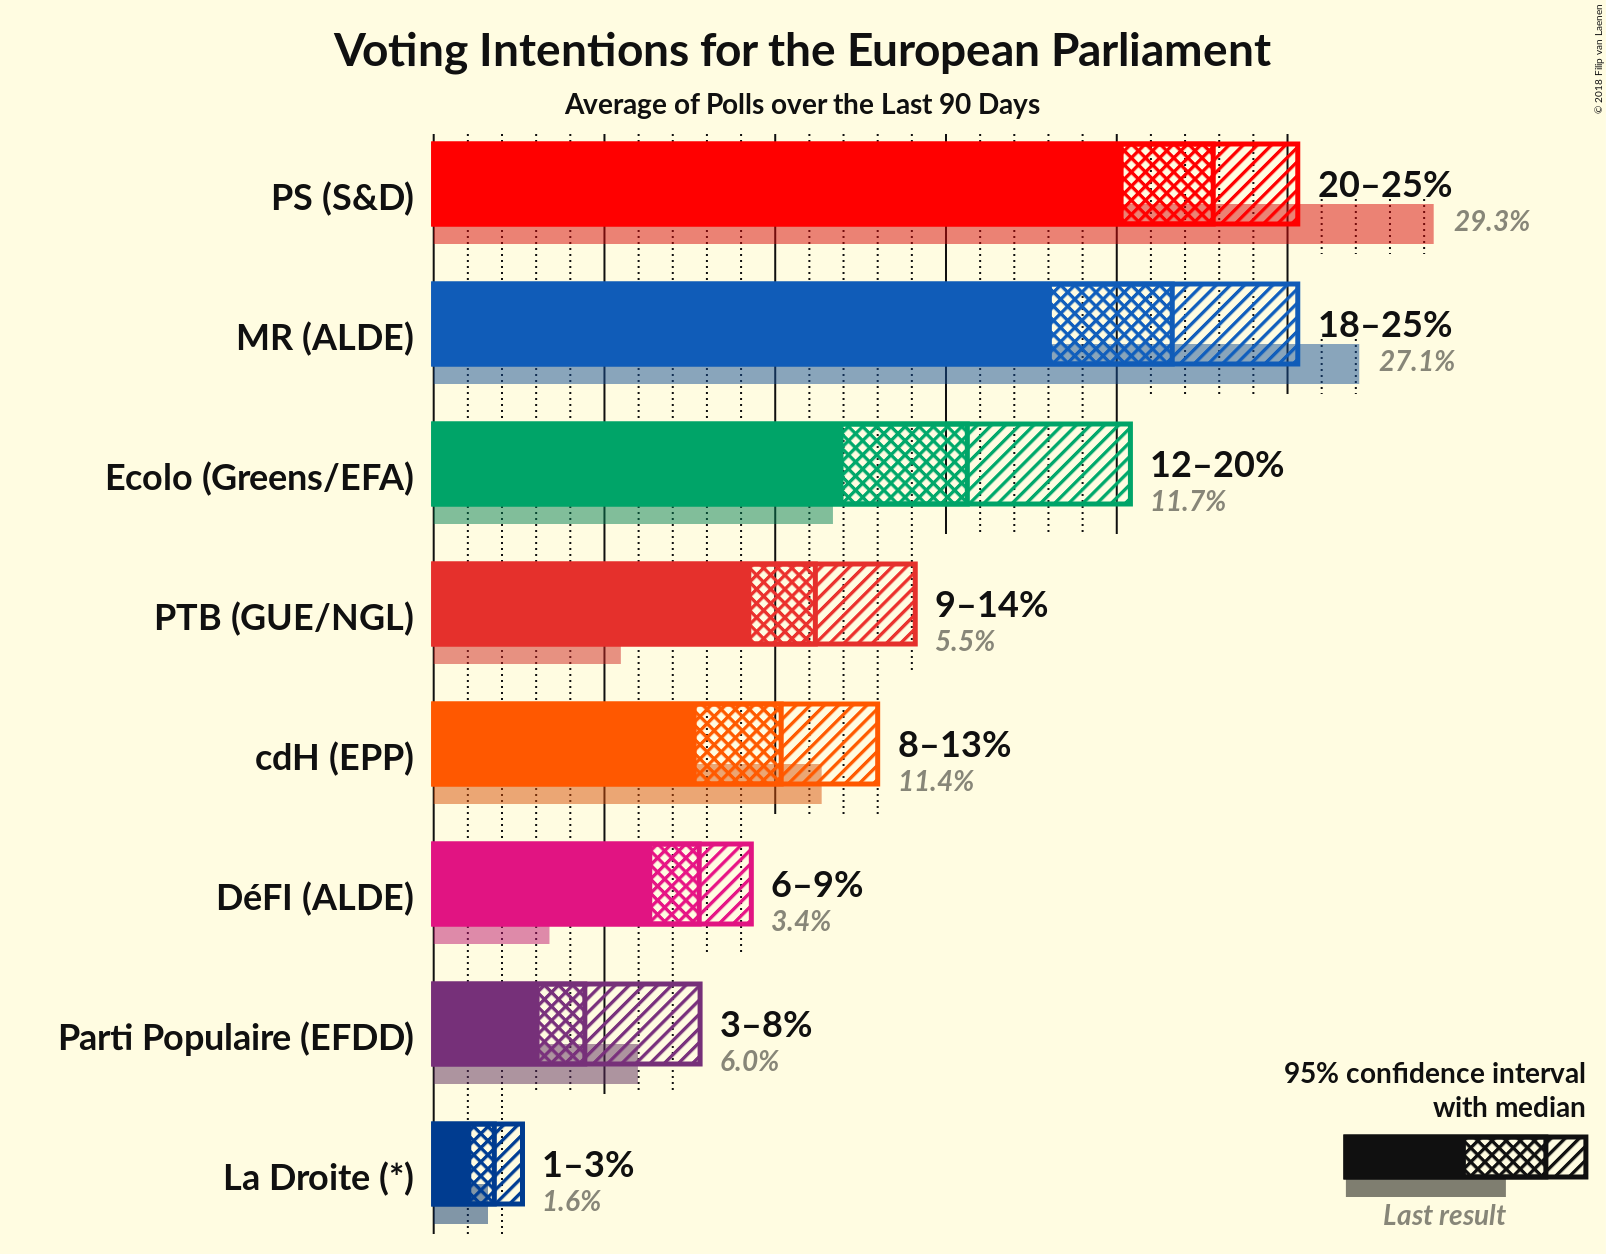 Voting Intentions for the European Parliament
Average of Polls over the Last 90 Days
© 2018 Filip van Laenen
PS (S&D)
20–25%
29.3%
MR (ALDE)
18–25%
27.1%
Ecolo (Greens/EFA)
12–20%
11.7%
PTB (GUE/NGL)
9–14%
5.5%
cdH (EPP)
8–13%
11.4%
DéFI (ALDE)
6–9%
3.4%
Parti Populaire (EFDD)
3–8%
6.0%
La Droite (*)
1–3%
1.6%
95% confidence interval
with median
Last result